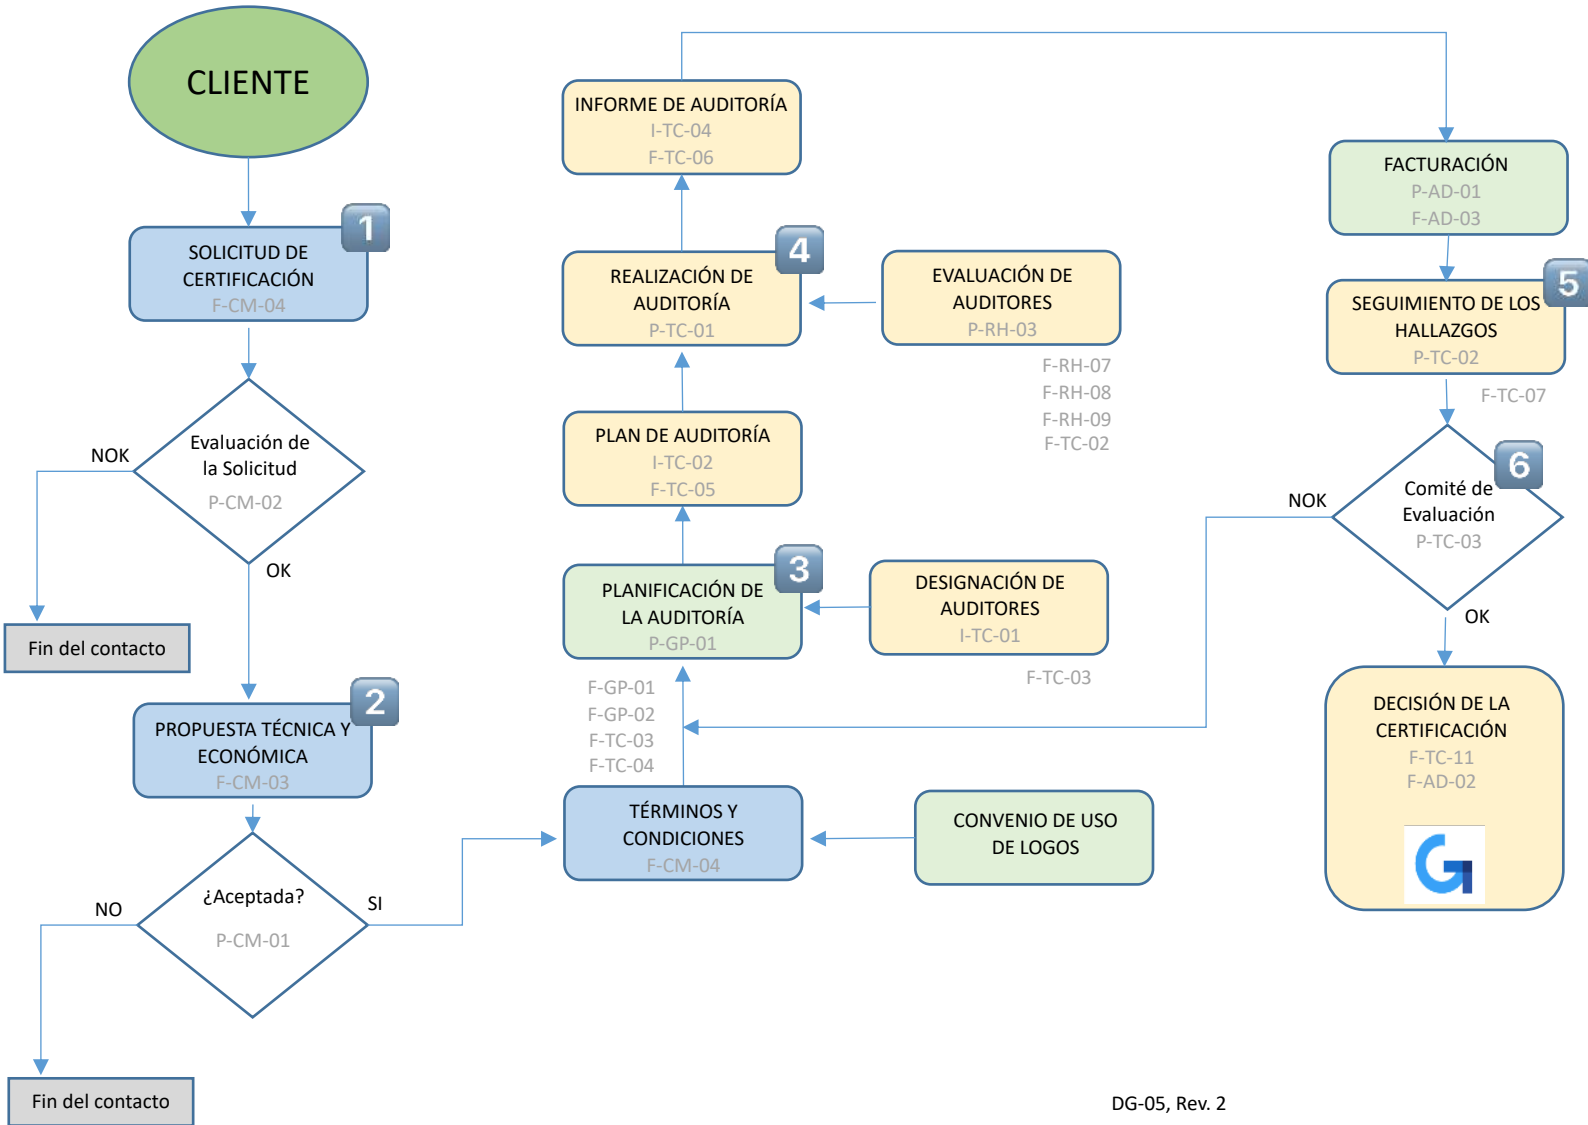 CLIENTE
1
SOLICITUD DE
CERTIFICACIÓN
F-CM-04
Evaluación de
la Solicitud
P-CM-02
NOK
OK
Fin del contacto
2
PROPUESTA TÉCNICA Y
ECONÓMICA
F-CM-03
¿Aceptada?
P-CM-01
NO
SI
Fin del contacto
INFORME DE AUDITORÍA
I-TC-04
F-TC-06
4
REALIZACIÓN DE
AUDITORÍA
P-TC-01
EVALUACIÓN DE
AUDITORES
P-RH-03
F-RH-07
F-RH-08
F-RH-09
F-TC-02
PLAN DE AUDITORÍA
I-TC-02
F-TC-05
3
PLANIFICACIÓN DE
LA AUDITORÍA
P-GP-01
DESIGNACIÓN DE
AUDITORES
I-TC-01
F-TC-03
F-GP-01
F-GP-02
F-TC-03
F-TC-04
TÉRMINOS Y
CONDICIONES
F-CM-04
CONVENIO DE USO
DE LOGOS
FACTURACIÓN
P-AD-01
F-AD-03
5
SEGUIMIENTO DE LOS
HALLAZGOS
P-TC-02
F-TC-07
6
Comité de
Evaluación
P-TC-03
NOK
OK
DECISIÓN DE LA
CERTIFICACIÓN
F-TC-11
F-AD-02
DG-05, Rev. 2